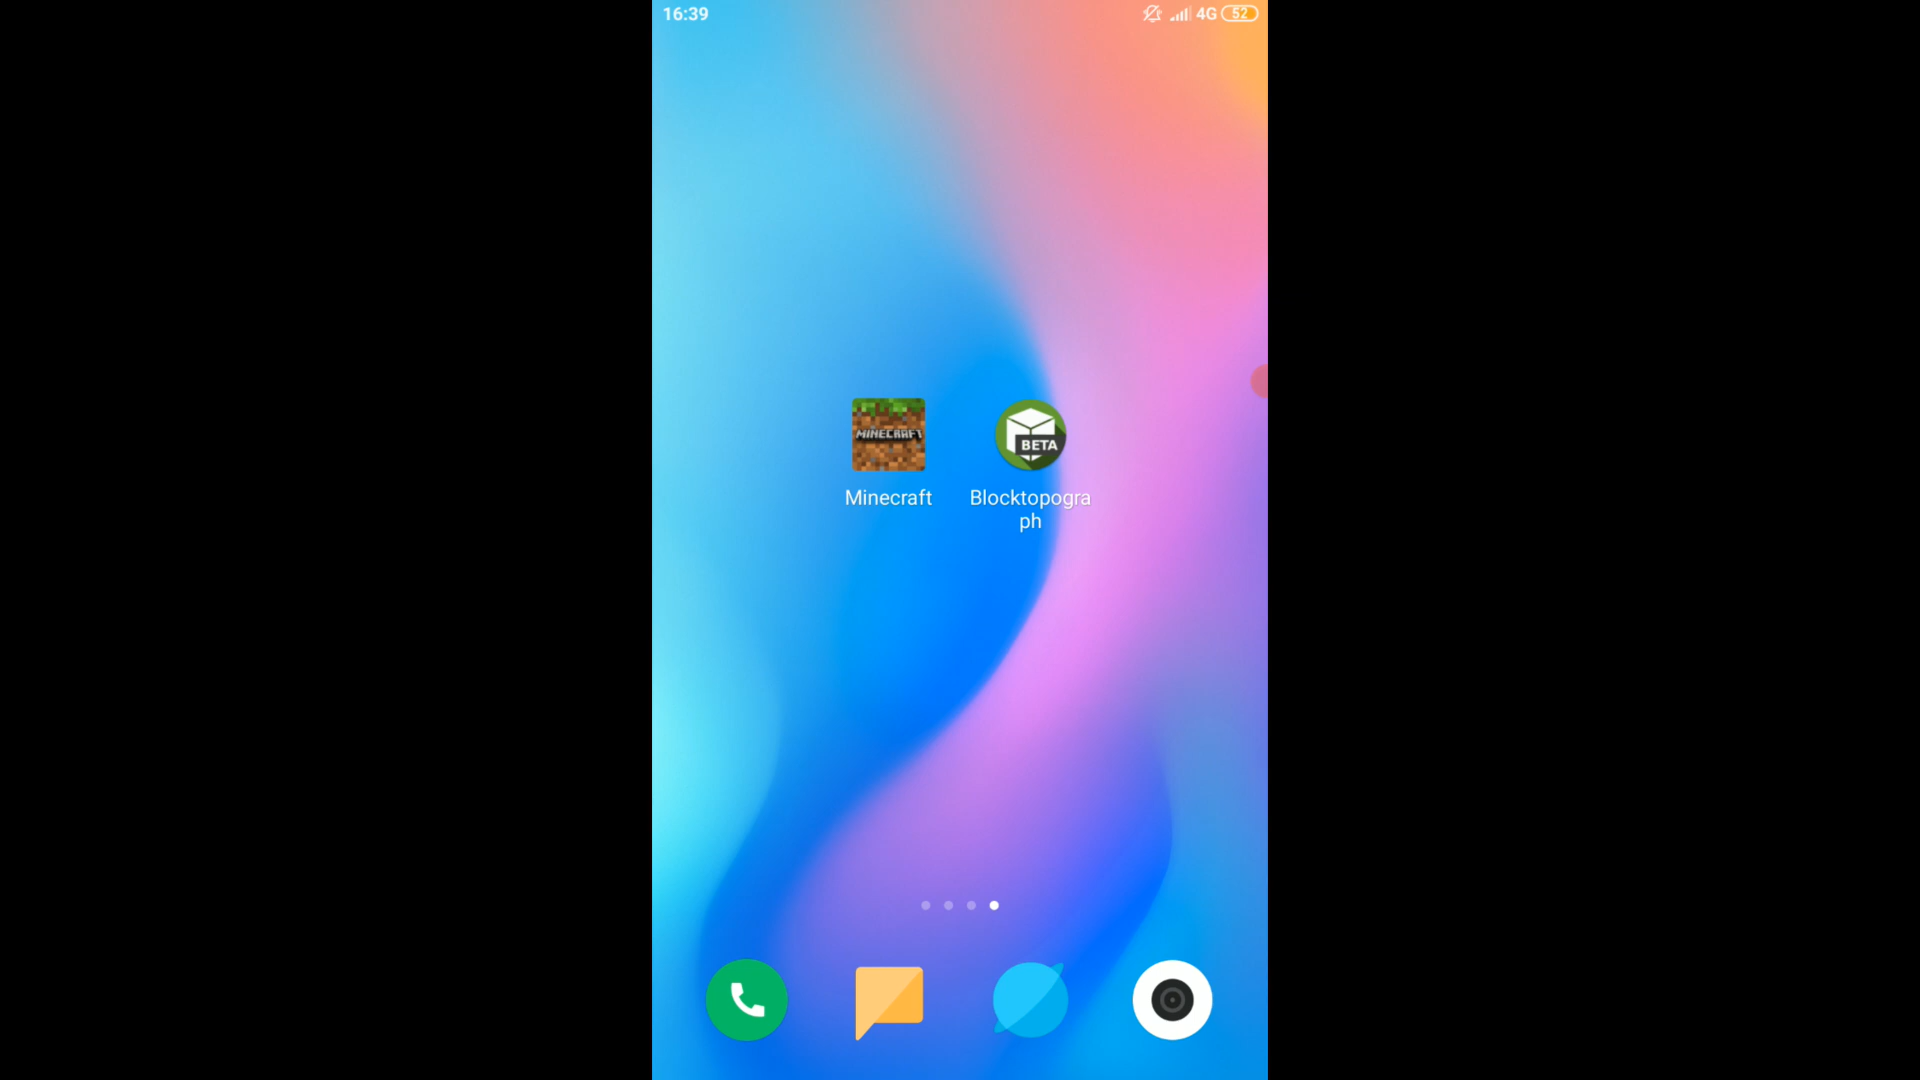 16:39 4G 52
MINECRAFT
BETA
Minecraft Blocktopogra
ph